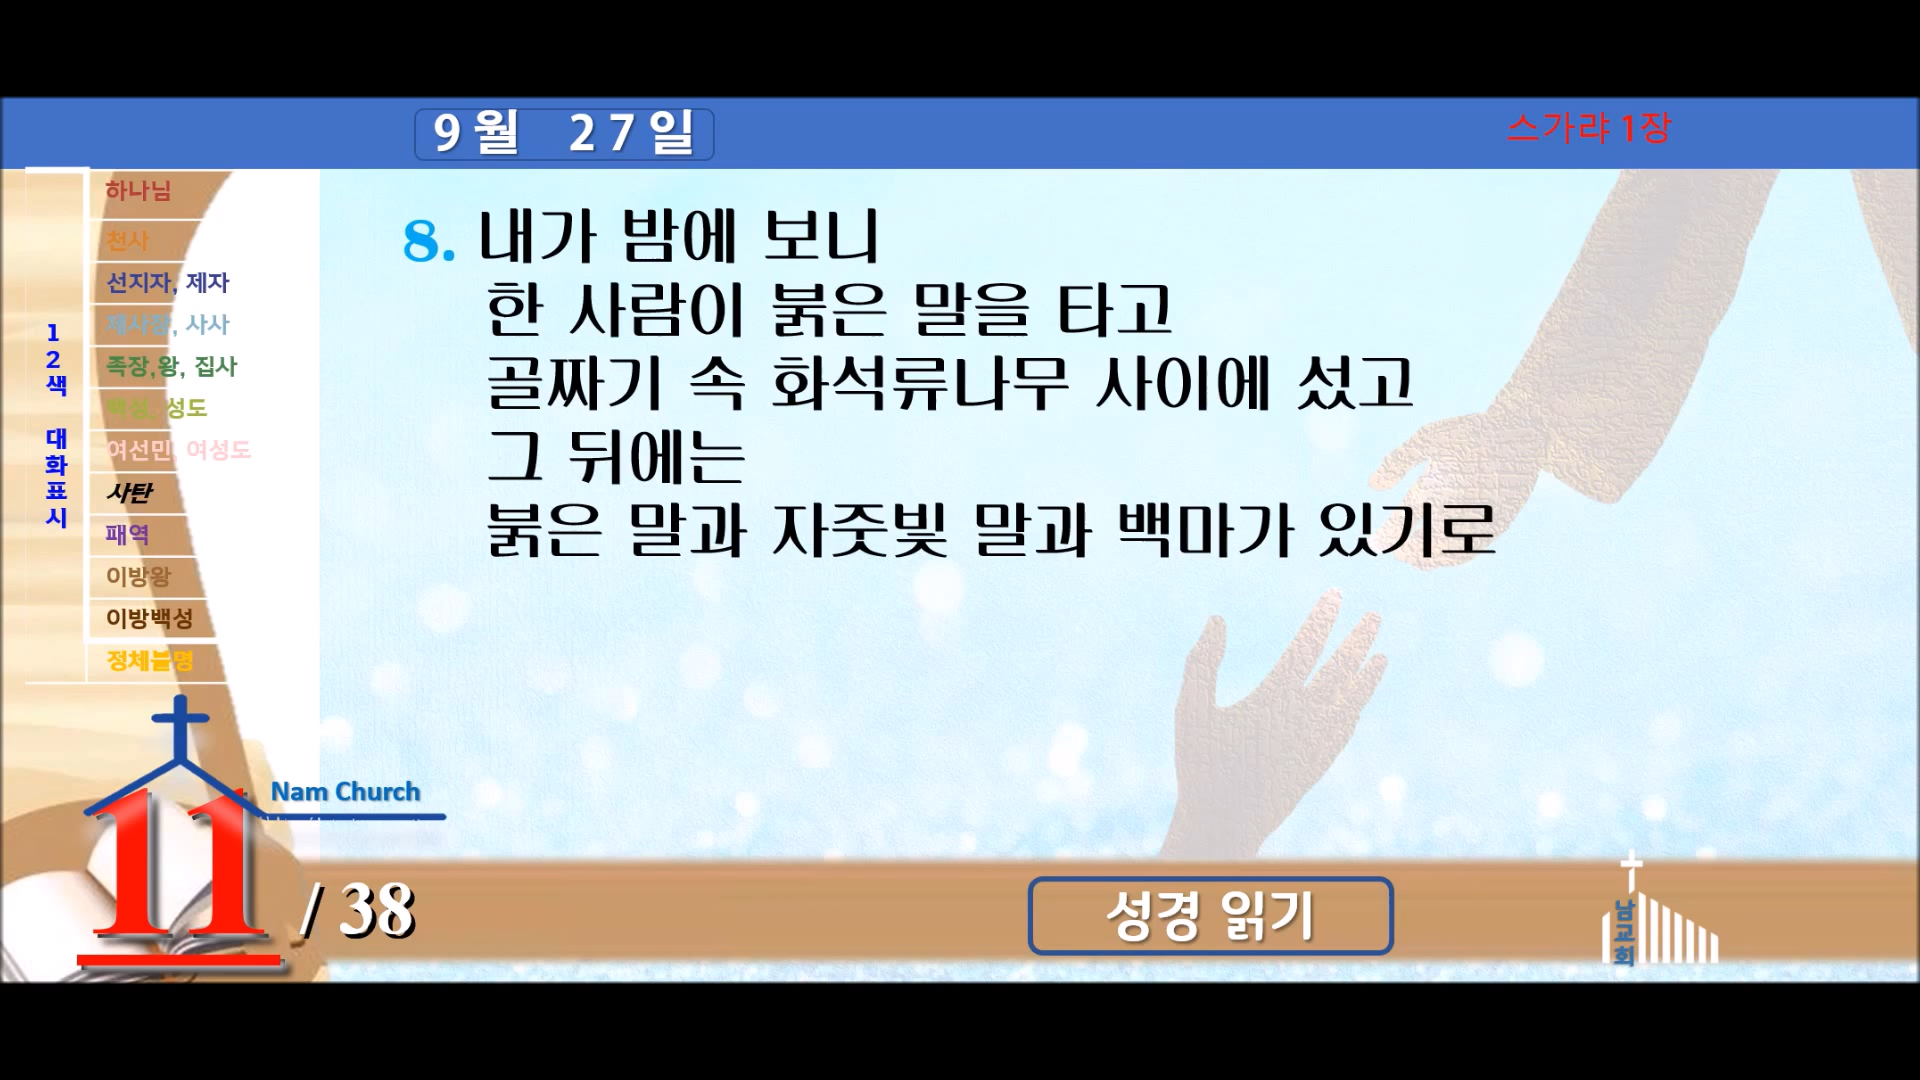 9월 27일
스가랴 1장
12색 대화표시
하나님
천사
선지자, 제자
제사장, 사사
족장,왕, 집사
백성, 성도
여선민, 여성도
사탄
패역
이방왕
이방백성
정체불명
8. 내가 밤에 보니
한 사람이 붉은 말을 타고
골짜기 속 화석류나무 사이에 섰고
그 뒤에는
붉은 말과 자줏빛 말과 백마가 있기로
Nam Church
11 / 38
성경 읽기
남교회